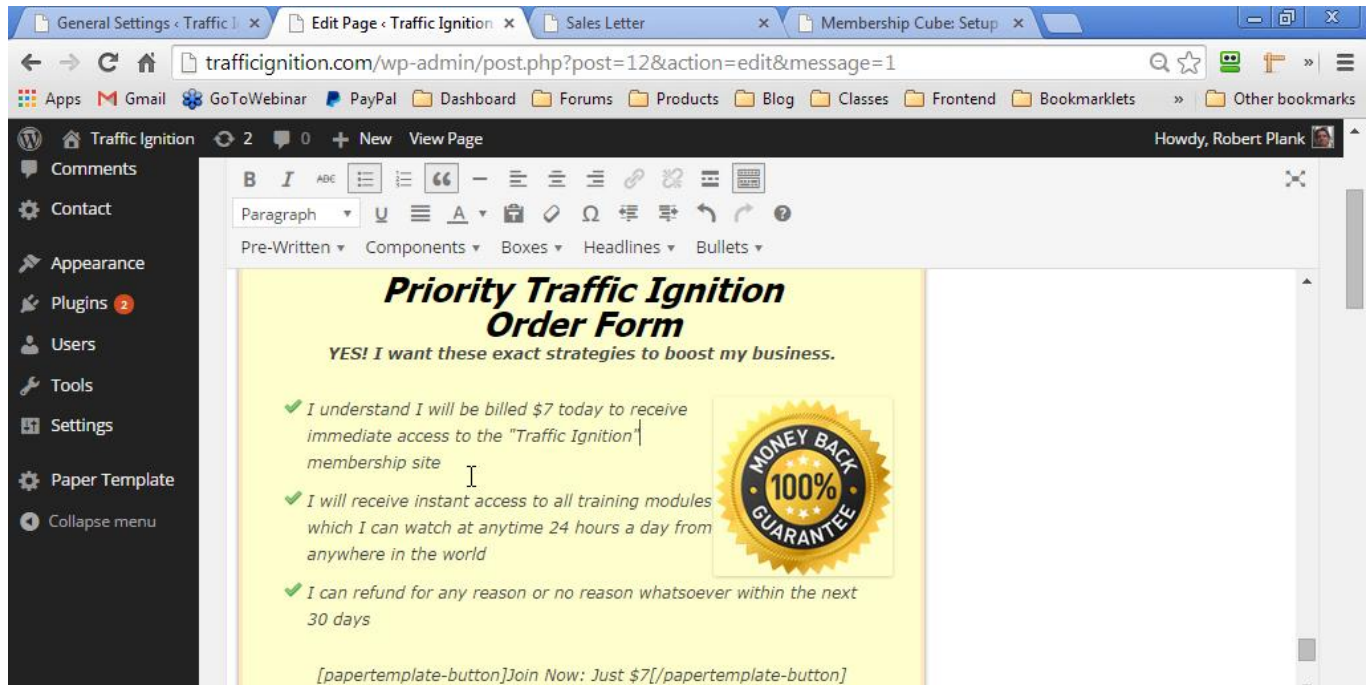 General Settings ‹ Traffic I
Edit Page ‹ Traffic Ignition
Sales Letter
Membership Cube: Setup
trafficignition.com/wp-admin/post.php?post=12&action=edit&message=1
Apps Gmail GoToWebinar PayPal Dashboard Forums Products Blog Classes Frontend Bookmarklets » Other bookmarks
Traffic Ignition 2 0 + New View Page Howdy, Robert Plank
Comments
Contact
Appearance
Plugins 2
Users
Tools
Settings
Paper Template
Collapse menu
B I ABE
Paragraph U A Ω
Pre-Written Components Boxes Headlines Bullets
Priority Traffic Ignition
Order Form
YES! I want these exact strategies to boost my business.
I understand I will be billed $7 today to receive
immediate access to the "Traffic Ignition"
membership site
I will receive instant access to all training modules
which I can watch at anytime 24 hours a day from
anywhere in the world
I can refund for any reason or no reason whatsoever within the next
30 days
MONEY BACK
100%
GUARANTEE
[papertemplate-button]Join Now: Just $7[/papertemplate-button]